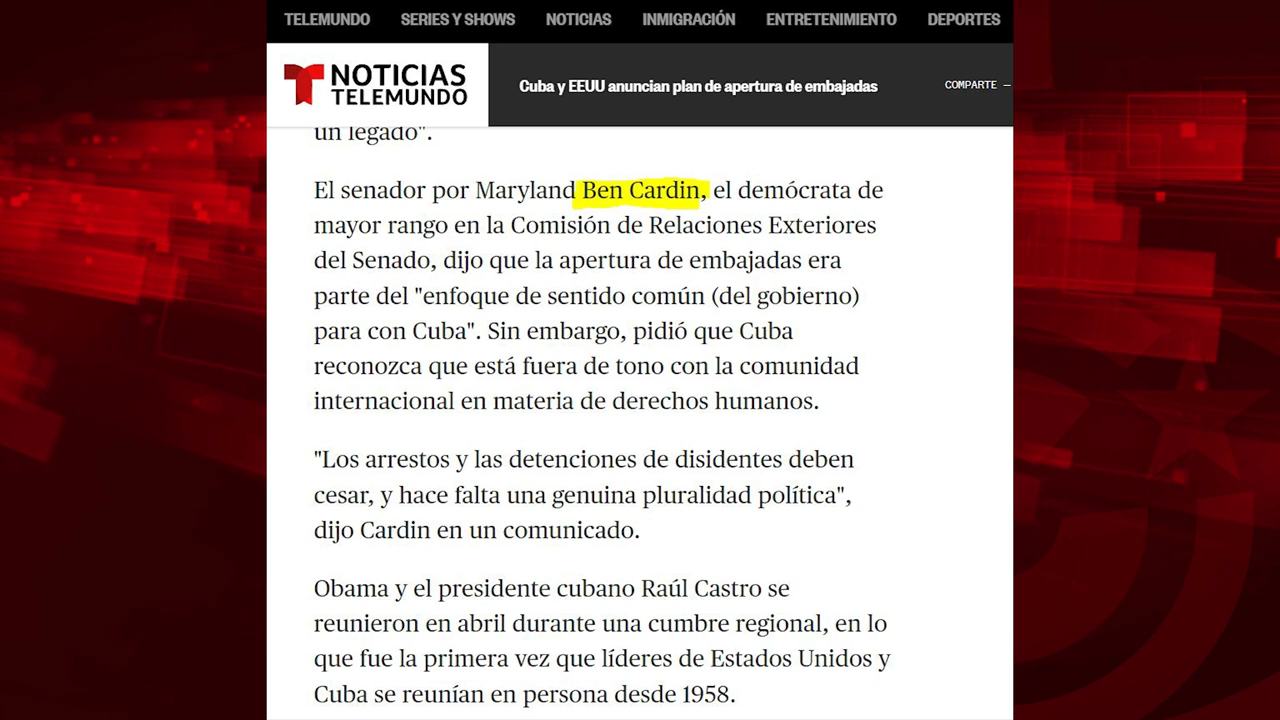 TELEMUNDO SERIES Y SHOWS NOTICIAS INMIGRACIÓN ENTRETENIMIENTO DEPORTES
NOTICIAS
TELEMUNDO
Cuba y EEUU anuncian plan de apertura de embajadas
COMPARTE –
un legado".
El senador por Maryland Ben Cardin, el demócrata de
mayor rango en la Comisión de Relaciones Exteriores
del Senado, dijo que la apertura de embajadas era
parte del "enfoque de sentido común (del gobierno)
para con Cuba". Sin embargo, pidió que Cuba
reconozca que está fuera de tono con la comunidad
internacional en materia de derechos humanos.
"Los arrestos y las detenciones de disidentes deben
cesar, y hace falta una genuina pluralidad política",
dijo Cardin en un comunicado.
Obama y el presidente cubano Raúl Castro se
reunieron en abril durante una cumbre regional, en lo
que fue la primera vez que líderes de Estados Unidos y
Cuba se reunían en persona desde 1958.